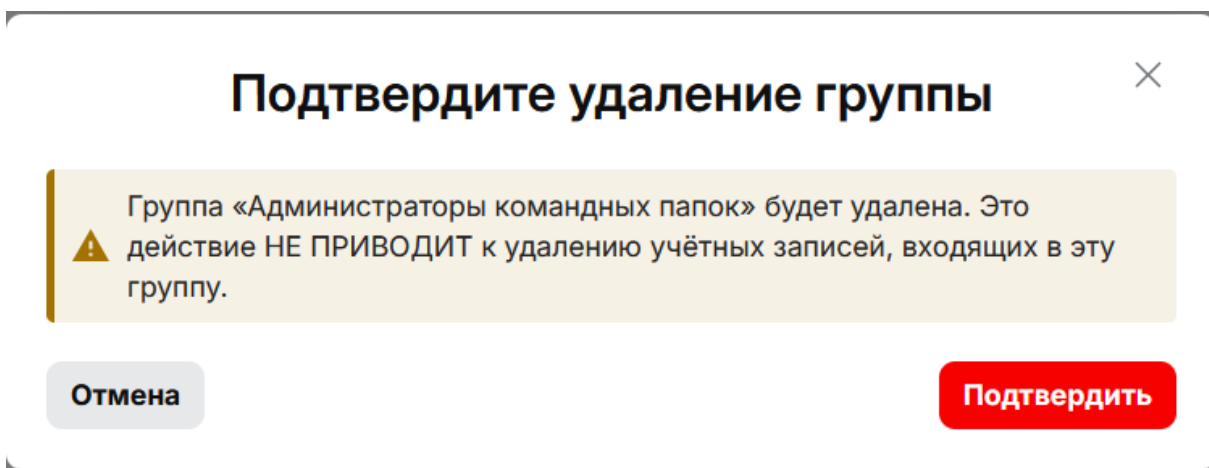 Подтвердите удаление группы
Группа «Администраторы командных папок» будет удалена. Это
действие НЕ ПРИВОДИТ к удалению учётных записей, входящих в эту
группу.
Отмена
Подтвердить